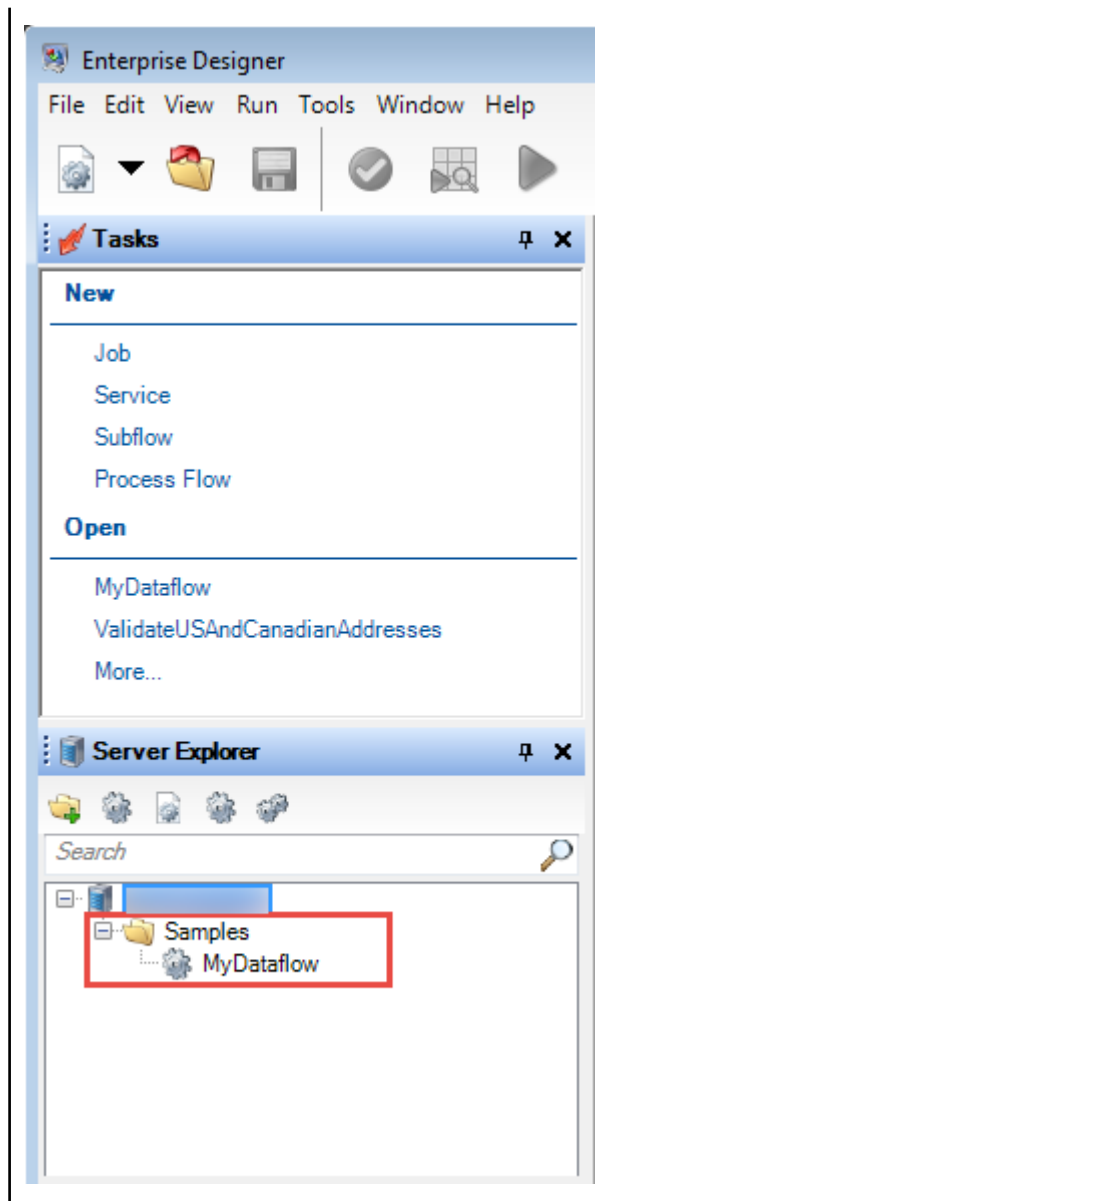 Enterprise Designer
File Edit View Run Tools Window Help
Tasks
New
Job
Service
Subflow
Process Flow
Open
MyDataflow
ValidateUSAndCanadianAddresses
More...
Server Explorer
Search
Samples
MyDataflow